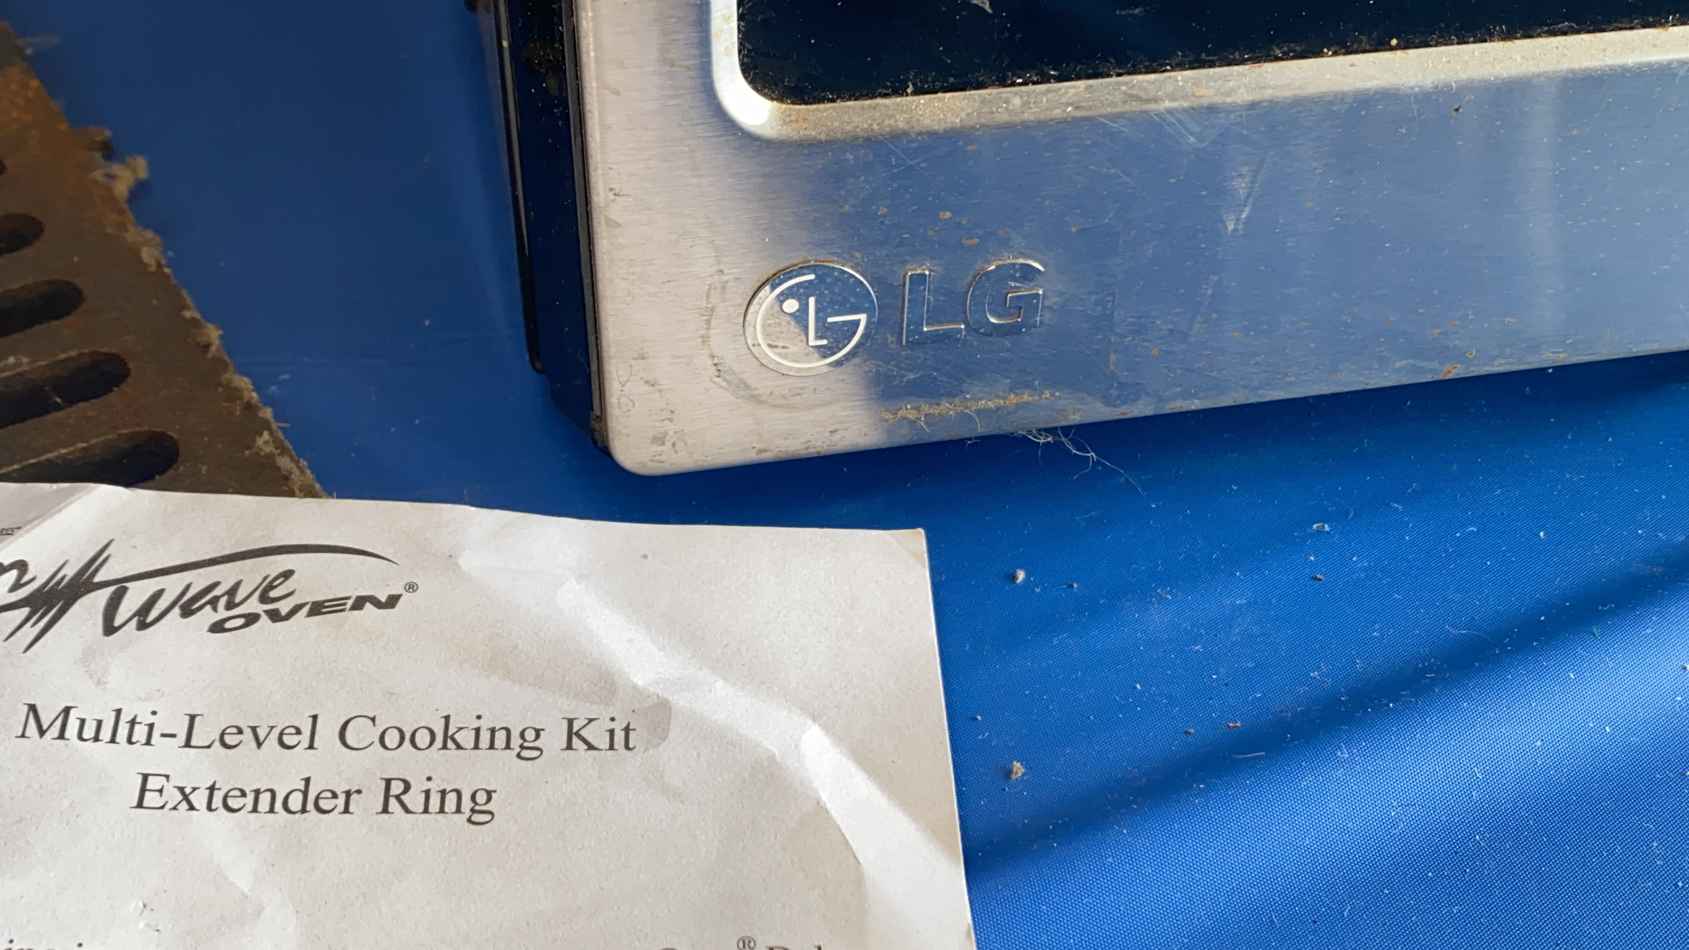 LG
wave
OVEN®
Multi-Level Cooking Kit
Extender Ring